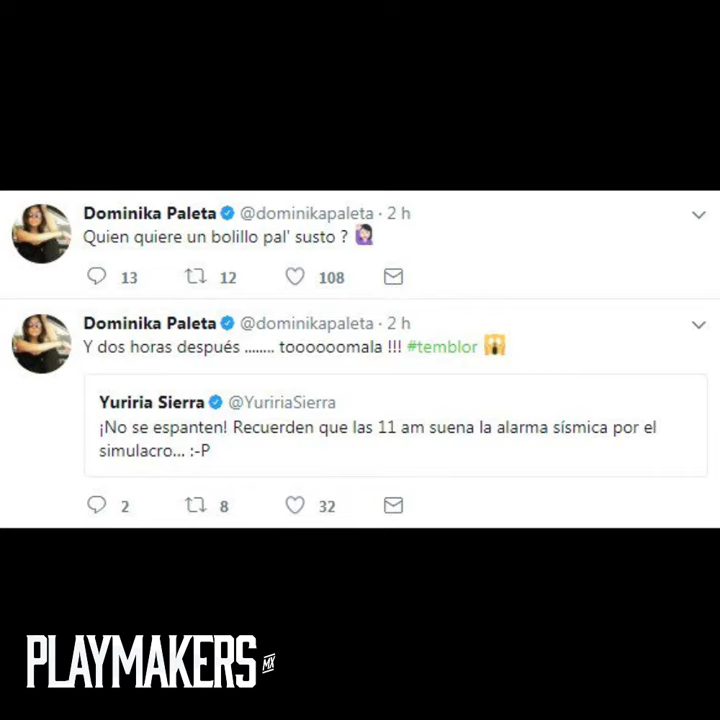 Dominika Paleta @dominikapaleta · 2 h
Quien quiere un bolillo pal' susto ?
13 12 108
Dominika Paleta @dominikapaleta · 2 h
Y dos horas después ........ toooooomala !!! #temblor
Yuriria Sierra @YuririaSierra
¡No se espanten! Recuerden que las 11 am suena la alarma sísmica por el
simulacro... :-P
2 8 32
PLAYMAKERS MX